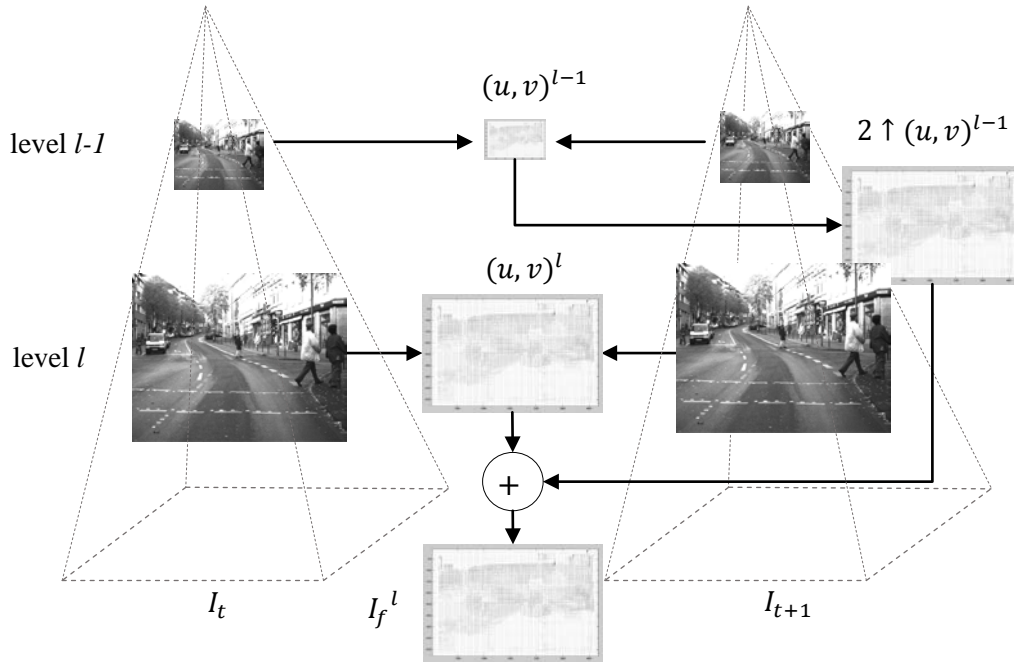 (u, v)^{l−1}
level l-1
2 ↑ (u, v)^{l−1}
(u, v)^l
level l
+
I_t
I_f^l
I_{t+1}